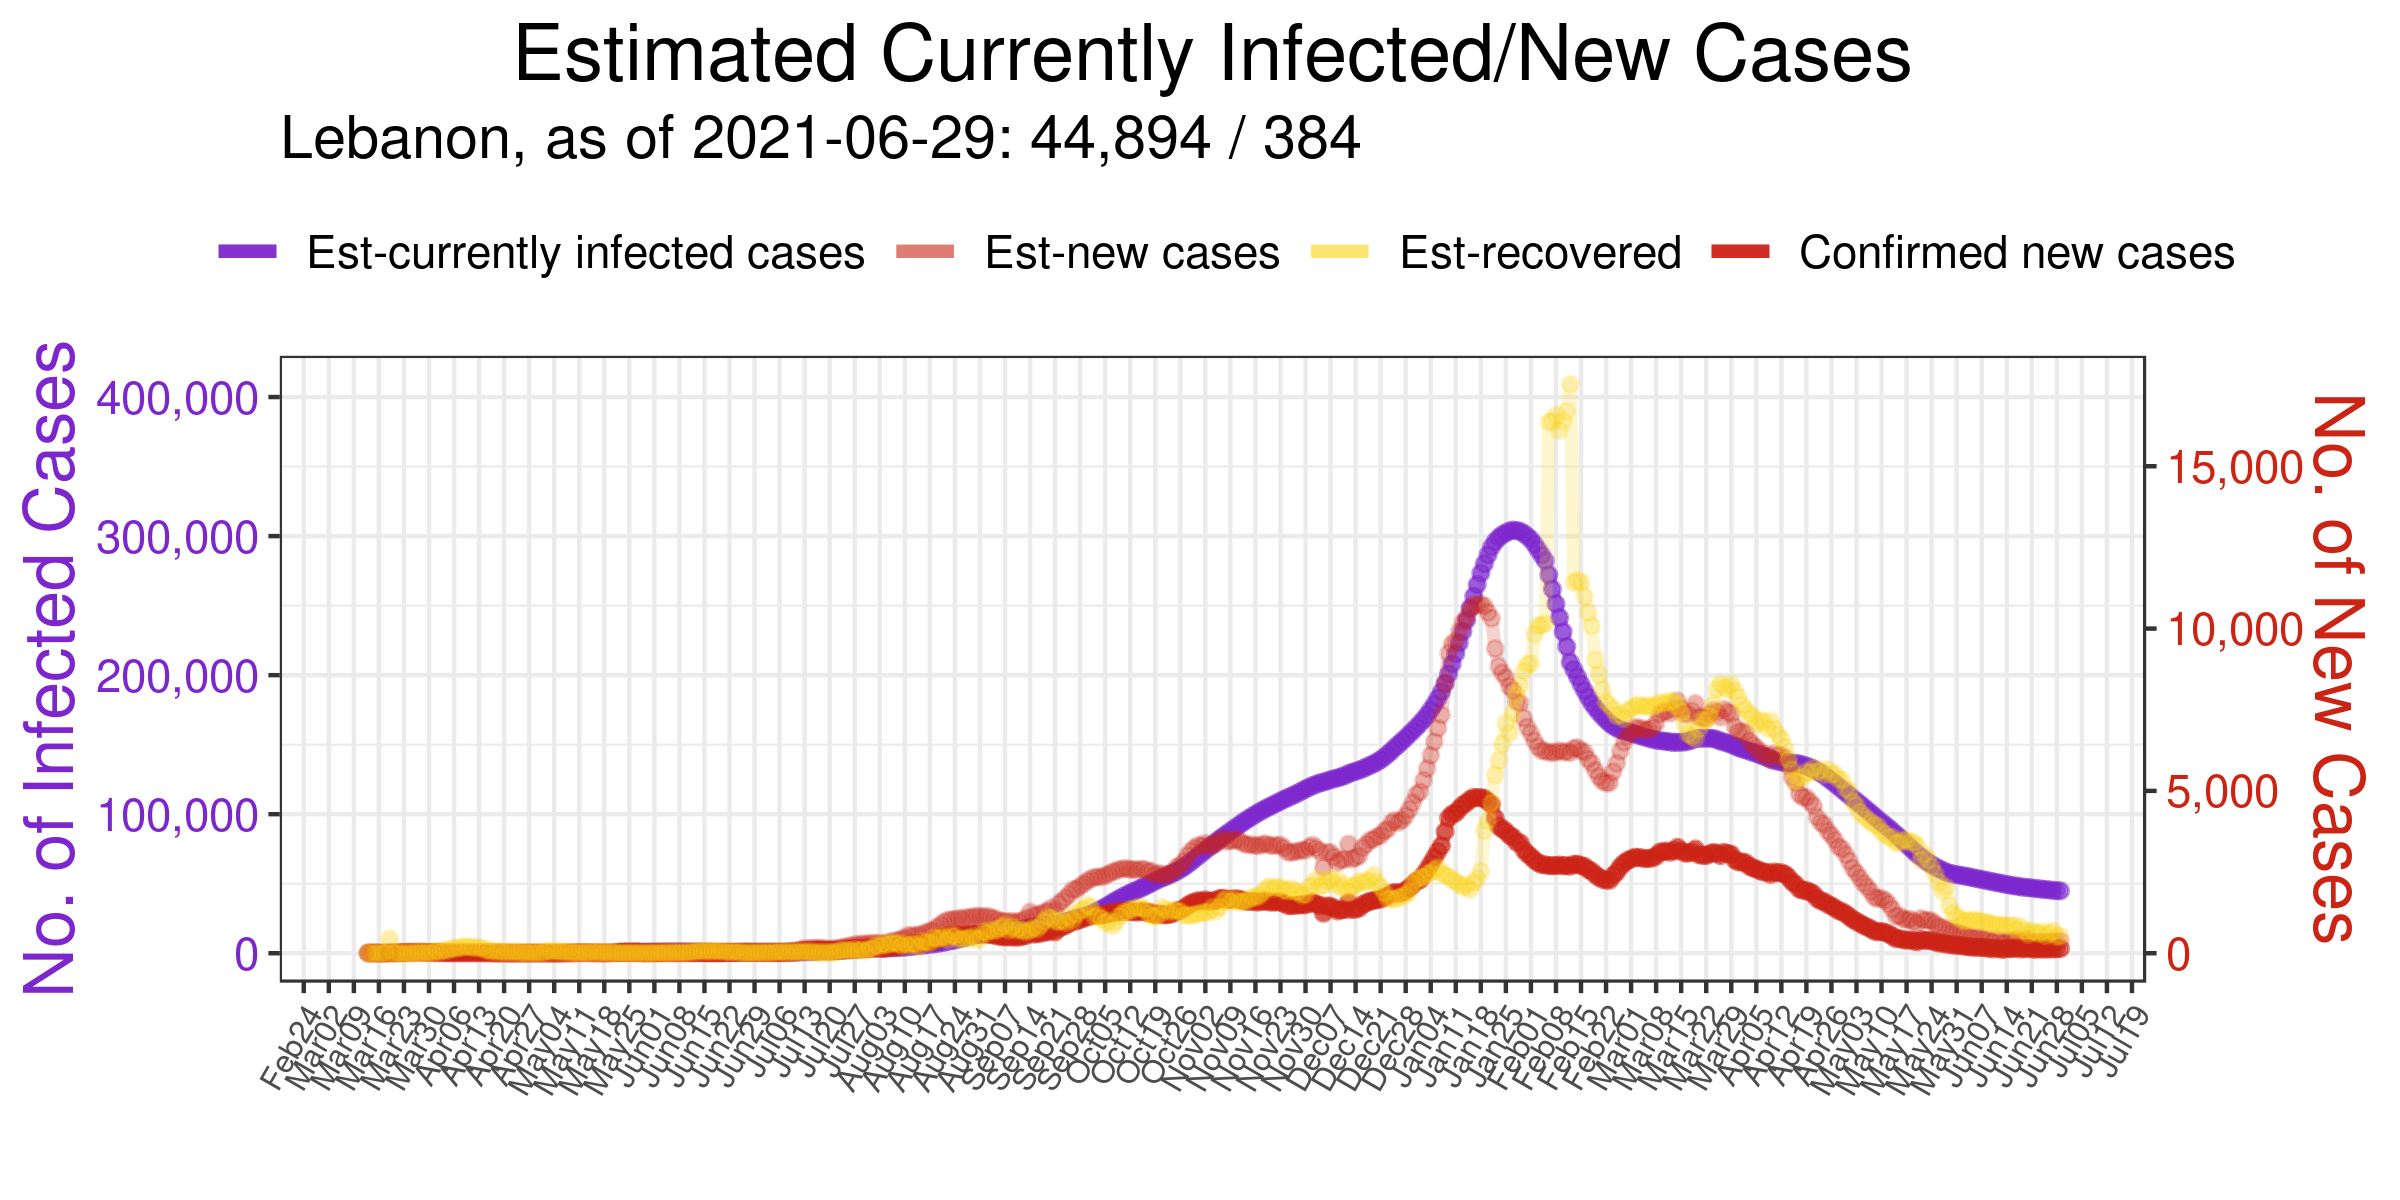 Estimated Currently Infected/New Cases
Lebanon, as of 2021-06-29: 44,894 / 384
Est-currently infected cases
Est-new cases
Est-recovered
Confirmed new cases
No. of Infected Cases
400,000
300,000
200,000
100,000
0
15,000
10,000
5,000
0
No. of New Cases
Feb24
Mar02
Mar09
Mar16
Mar23
Mar30
Apr06
Apr13
Apr20
Apr27
May04
May11
May18
May25
Jun01
Jun08
Jun15
Jun22
Jun29
Jul06
Jul13
Jul20
Jul27
Aug03
Aug10
Aug17
Aug24
Aug31
Sep07
Sep14
Sep21
Sep28
Oct05
Oct12
Oct19
Oct26
Nov02
Nov09
Nov16
Nov23
Nov30
Dec07
Dec14
Dec21
Dec28
Jan04
Jan11
Jan18
Jan25
Feb01
Feb08
Feb15
Feb22
Mar01
Mar08
Mar15
Mar22
Mar29
Apr05
Apr12
Apr19
Apr26
May03
May10
May17
May24
May31
Jun07
Jun14
Jun21
Jun28
Jul05
Jul12
Jul19